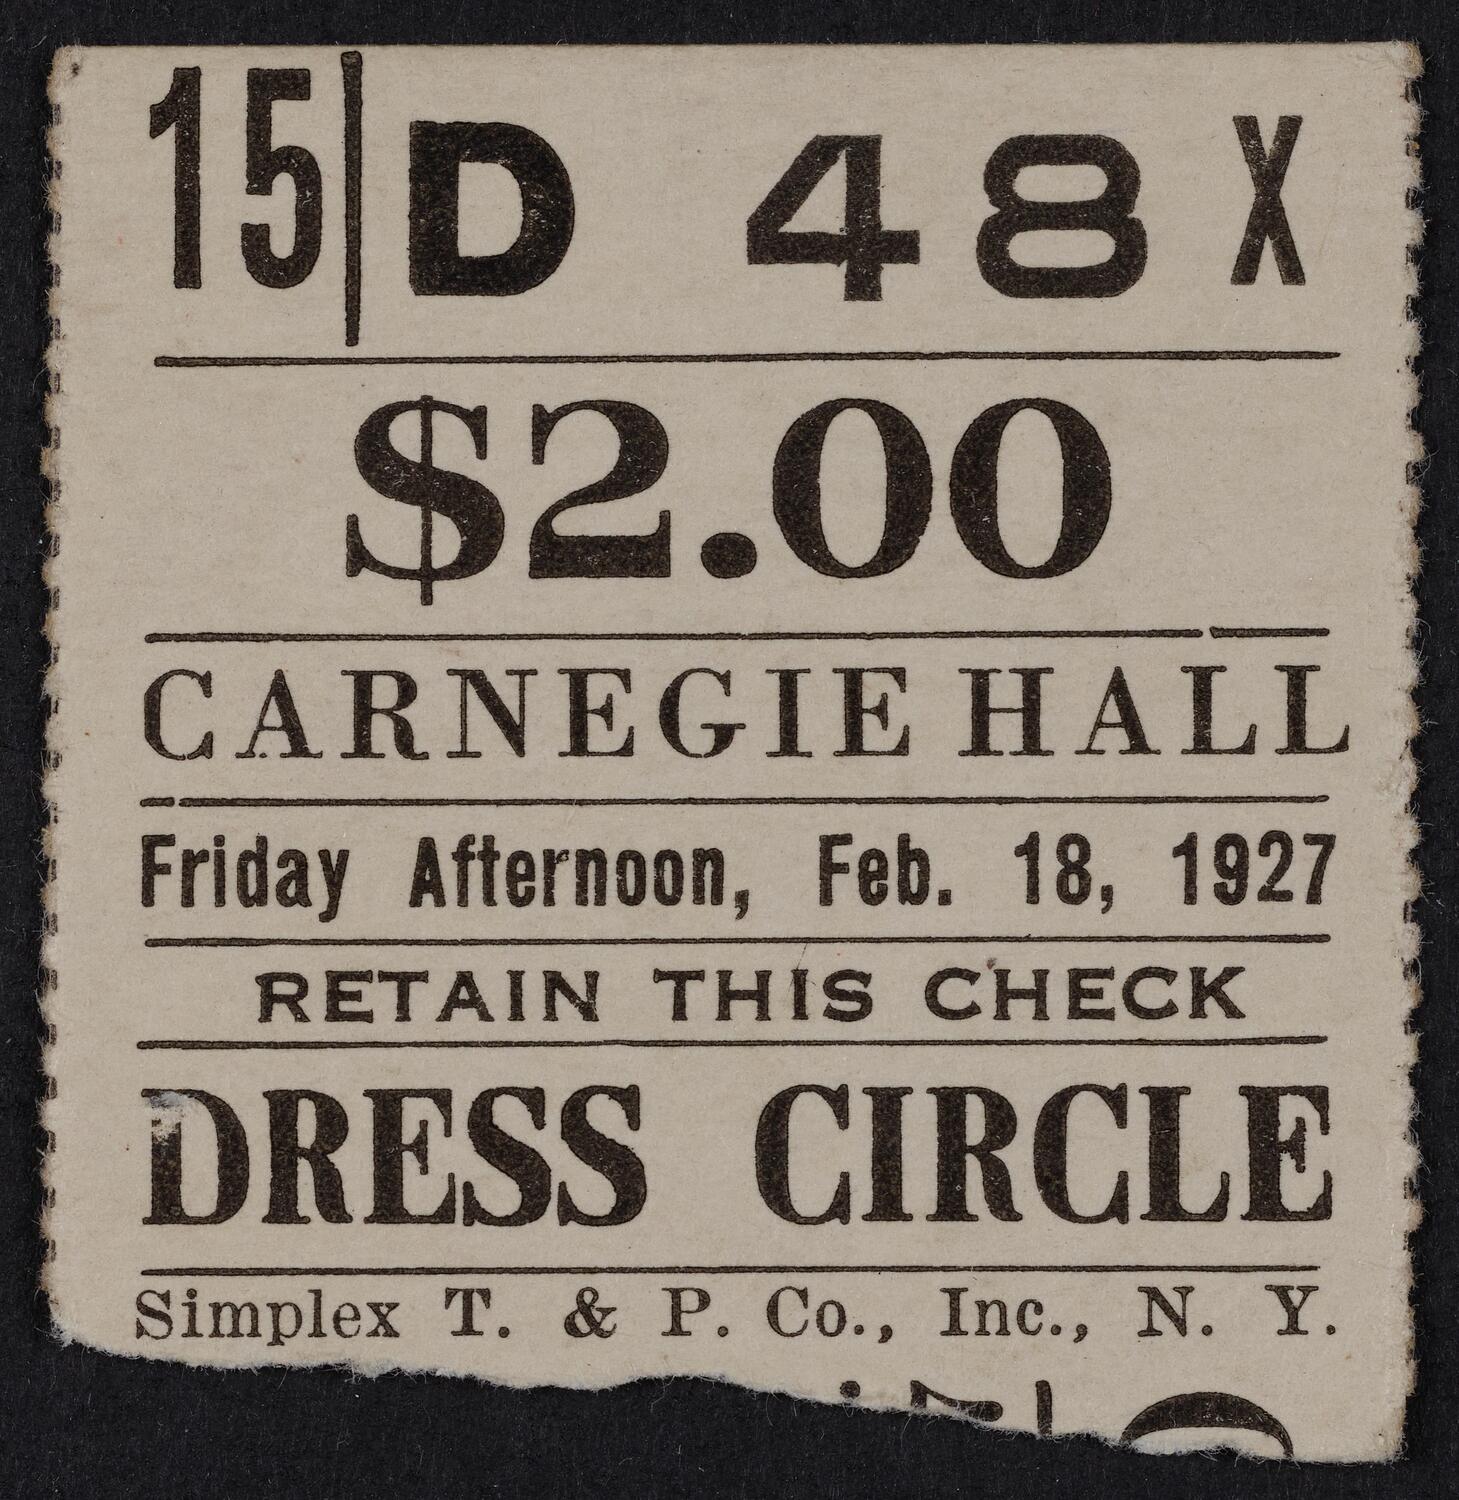 15 D 48 X
$2.00
CARNEGIE HALL
Friday Afternoon, Feb. 18, 1927
RETAIN THIS CHECK
DRESS CIRCLE
Simplex T. & P. Co., Inc., N. Y.